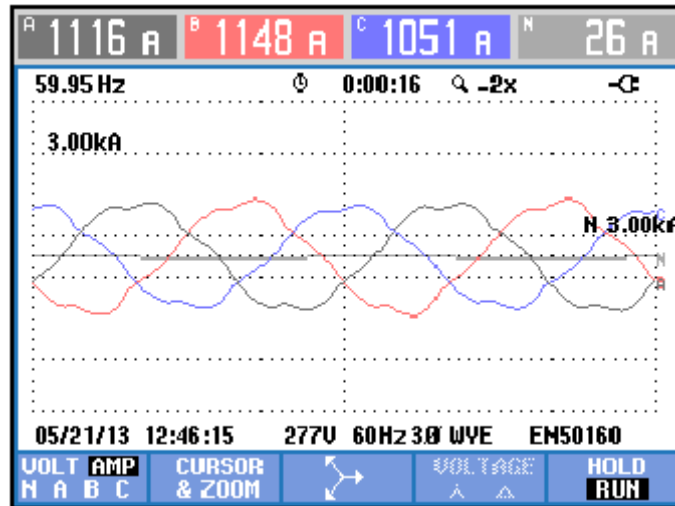 A 1116 A B 1148 A C 1051 A N 26 A
59.95 Hz 0:00:16 -2x
3.00kA
N 3.00kA
N
A
05/21/13 12:46:15 277V 60Hz 3Ø WYE EN50160
VOLT AMP CURSOR VOLTAGE HOLD
N A B C & ZOOM RUN